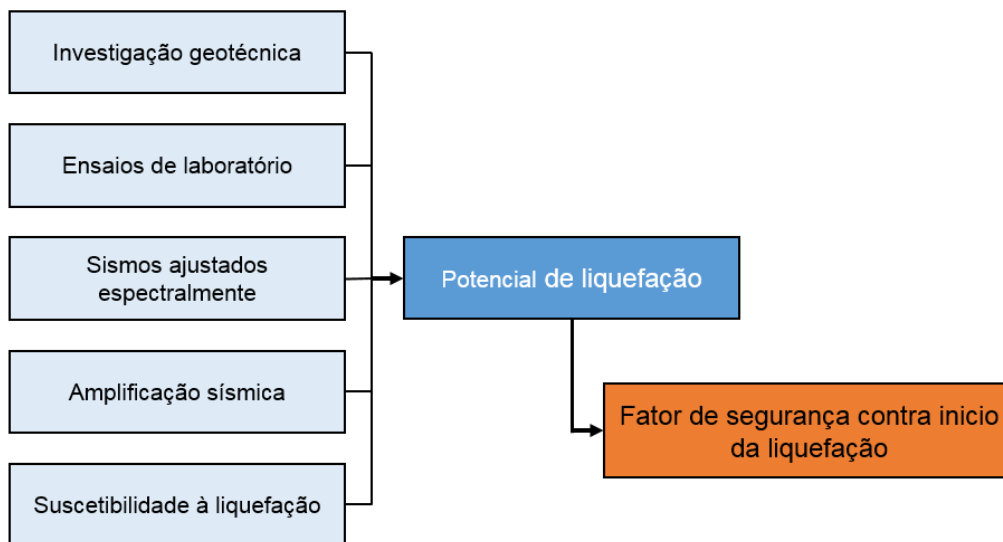 Investigação geotécnica
Ensaios de laboratório
Sismos ajustados
espectralmente
Amplificação sísmica
Suscetibilidade à liquefação
Potencial de liquefação
Fator de segurança contra inicio
da liquefação